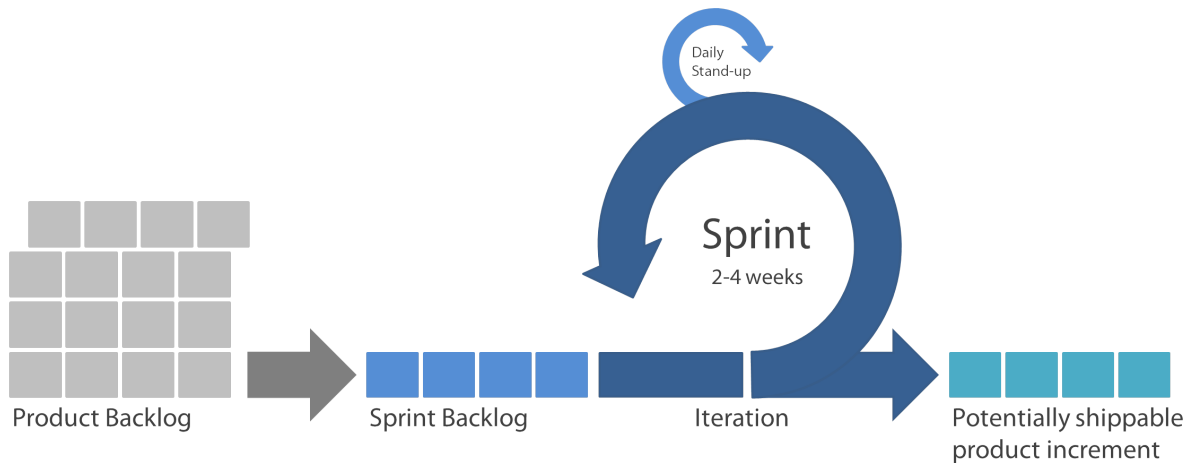 Daily
Stand-up
Sprint
2-4 weeks
Product Backlog
Sprint Backlog
Iteration
Potentially shippable
product increment